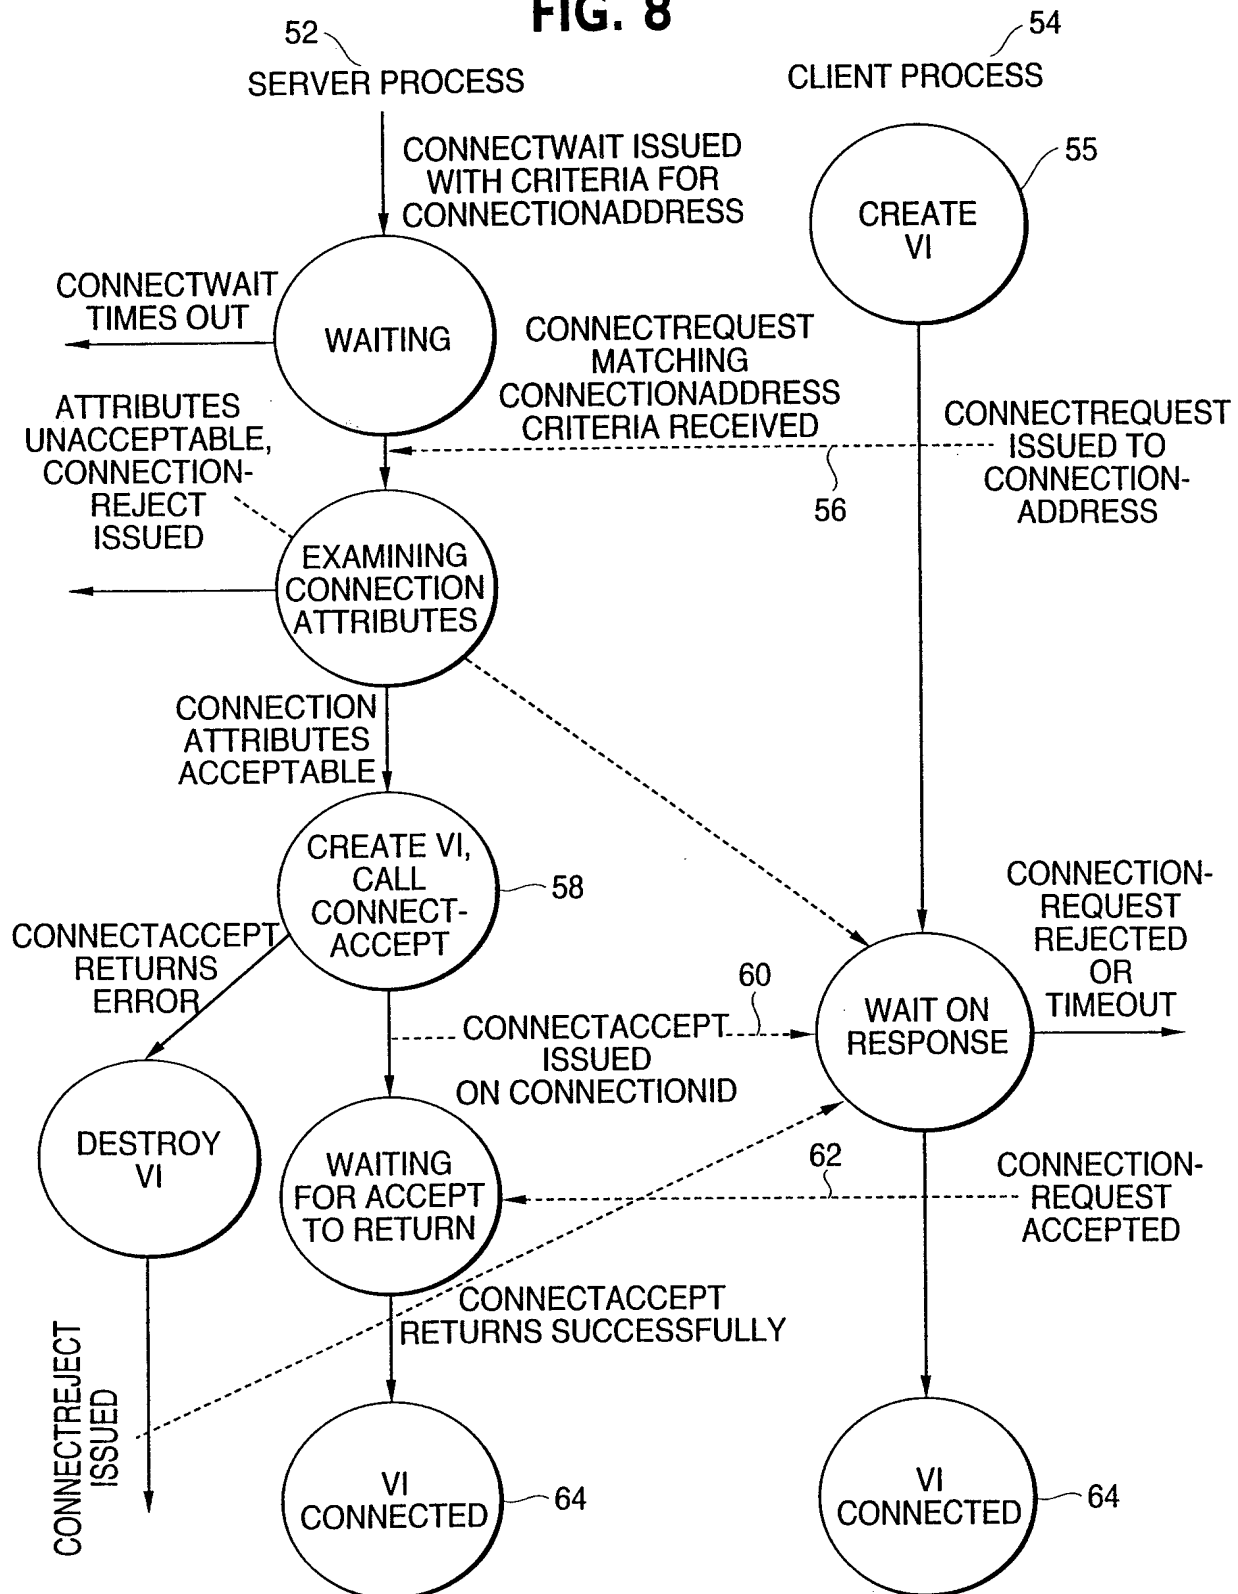 FIG. 8
52
SERVER PROCESS
54
CLIENT PROCESS
CONNECTWAIT ISSUED
WITH CRITERIA FOR
CONNECTIONADDRESS
55
CREATE
VI
CONNECTWAIT
TIMES OUT
WAITING
CONNECTREQUEST
MATCHING
CONNECTIONADDRESS
CRITERIA RECEIVED
56
CONNECTREQUEST
ISSUED TO
CONNECTION-
ADDRESS
ATTRIBUTES
UNACCEPTABLE,
CONNECTION-
REJECT
ISSUED
EXAMINING
CONNECTION
ATTRIBUTES
CONNECTION
ATTRIBUTES
ACCEPTABLE
CREATE VI,
CALL
CONNECT-
ACCEPT
58
CONNECTACCEPT
RETURNS
ERROR
60
CONNECTACCEPT
ISSUED
ON CONNECTIONID
WAIT ON
RESPONSE
CONNECTION-
REQUEST
REJECTED
OR
TIMEOUT
DESTROY
VI
WAITING
FOR ACCEPT
TO RETURN
62
CONNECTION-
REQUEST
ACCEPTED
CONNECTACCEPT
RETURNS SUCCESSFULLY
CONNECTREJECT
ISSUED
VI
CONNECTED
64
VI
CONNECTED
64